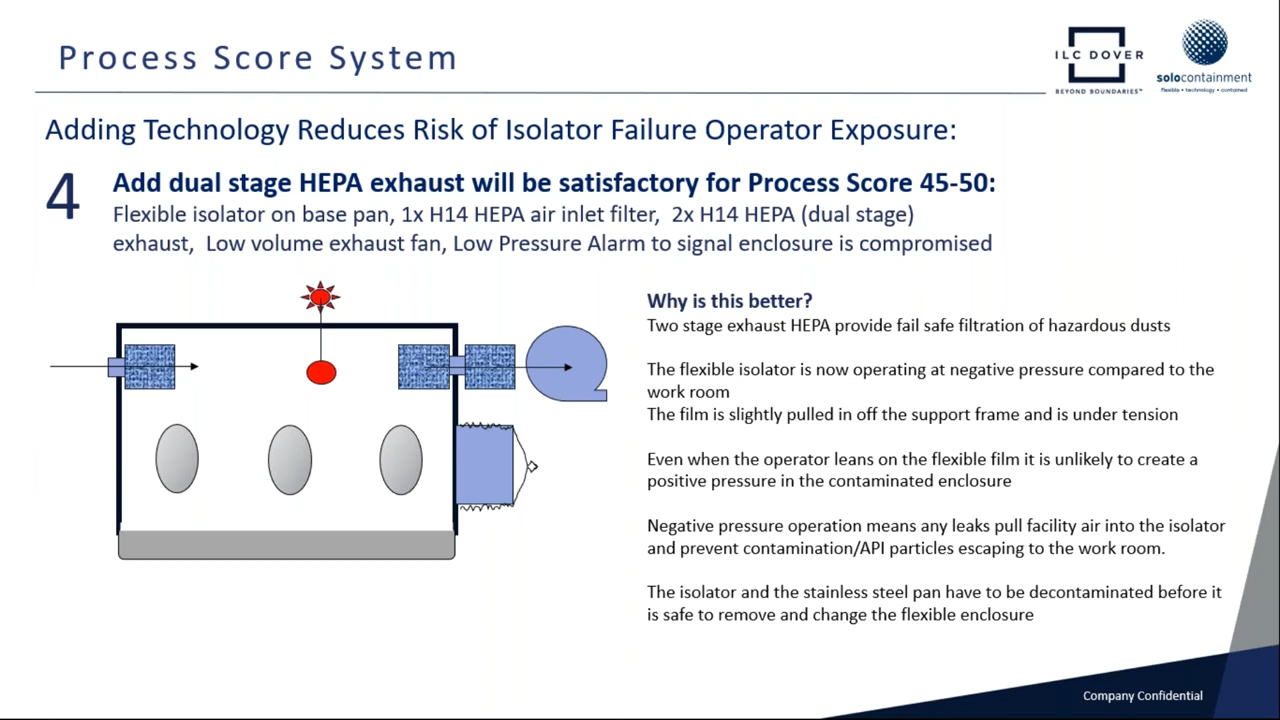 Process Score System
ILC DOVER
BEYOND BOUNDARIES™
solocontainment
flexible • technology • contained
Adding Technology Reduces Risk of Isolator Failure Operator Exposure:
4
Add dual stage HEPA exhaust will be satisfactory for Process Score 45-50:
Flexible isolator on base pan, 1x H14 HEPA air inlet filter, 2x H14 HEPA (dual stage)
exhaust, Low volume exhaust fan, Low Pressure Alarm to signal enclosure is compromised
Why is this better?
Two stage exhaust HEPA provide fail safe filtration of hazardous dusts
The flexible isolator is now operating at negative pressure compared to the
work room
The film is slightly pulled in off the support frame and is under tension
Even when the operator leans on the flexible film it is unlikely to create a
positive pressure in the contaminated enclosure
Negative pressure operation means any leaks pull facility air into the isolator
and prevent contamination/API particles escaping to the work room.
The isolator and the stainless steel pan have to be decontaminated before it
is safe to remove and change the flexible enclosure
Company Confidential